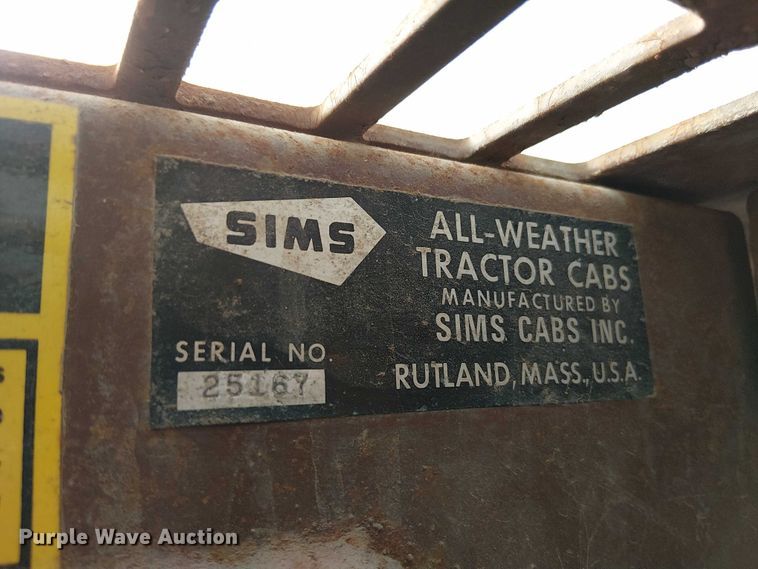 SIMS
ALL-WEATHER
TRACTOR CABS
MANUFACTURED BY
SIMS CABS INC.
RUTLAND, MASS., U.S.A.
SERIAL NO.
25167
Purple Wave Auction®